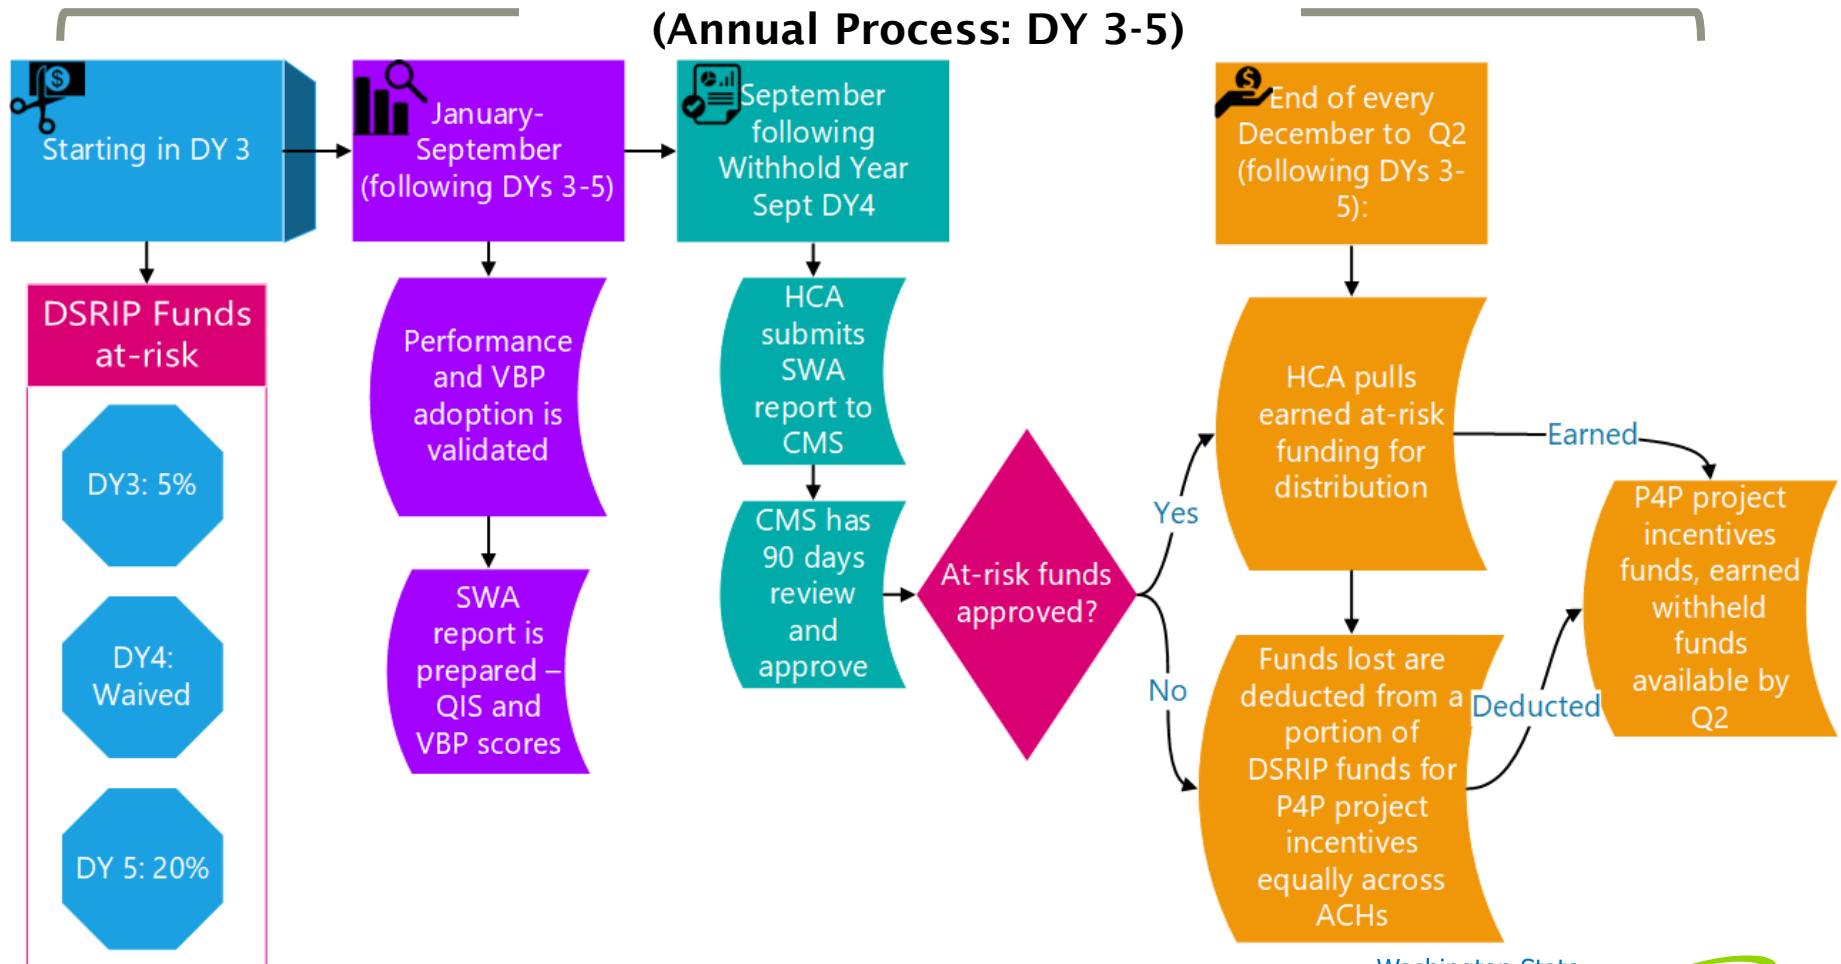 (Annual Process: DY 3-5)
Starting in DY 3
DSRIP Funds
at-risk
DY3: 5%
DY4:
Waived
DY 5: 20%
January-
September
(following DYs 3-5)
Performance
and VBP
adoption is
validated
SWA
report is
prepared –
QIS and
VBP scores
September
following
Withhold Year
Sept DY4
HCA
submits
SWA
report to
CMS
CMS has
90 days
review
and
approve
At-risk funds
approved?
Yes
No
End of every
December to  Q2
(following DYs 3-
5):
HCA pulls
earned at-risk
funding for
distribution
Earned
Funds lost are
deducted from a
portion of
DSRIP funds for
P4P project
incentives
equally across
ACHs
Deducted
P4P project
incentives
funds, earned
withheld
funds
available by
Q2
Washington State